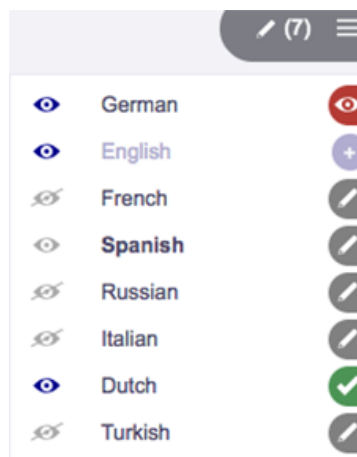 (7)
German
English
French
Spanish
Russian
Italian
Dutch
Turkish